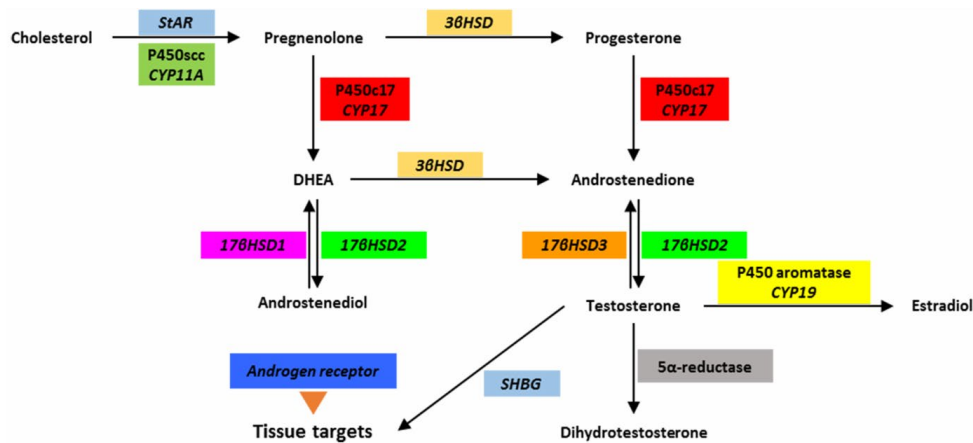 StAR
3βHSD
Cholesterol
Pregnenolone
Progesterone
P450scc
CYP11A
P450c17
CYP17
P450c17
CYP17
3βHSD
DHEA
Androstenedione
17βHSD1
17βHSD2
17βHSD3
17βHSD2
P450 aromatase
CYP19
Androstenediol
Testosterone
Estradiol
Androgen receptor
5α-reductase
SHBG
Tissue targets
Dihydrotestosterone